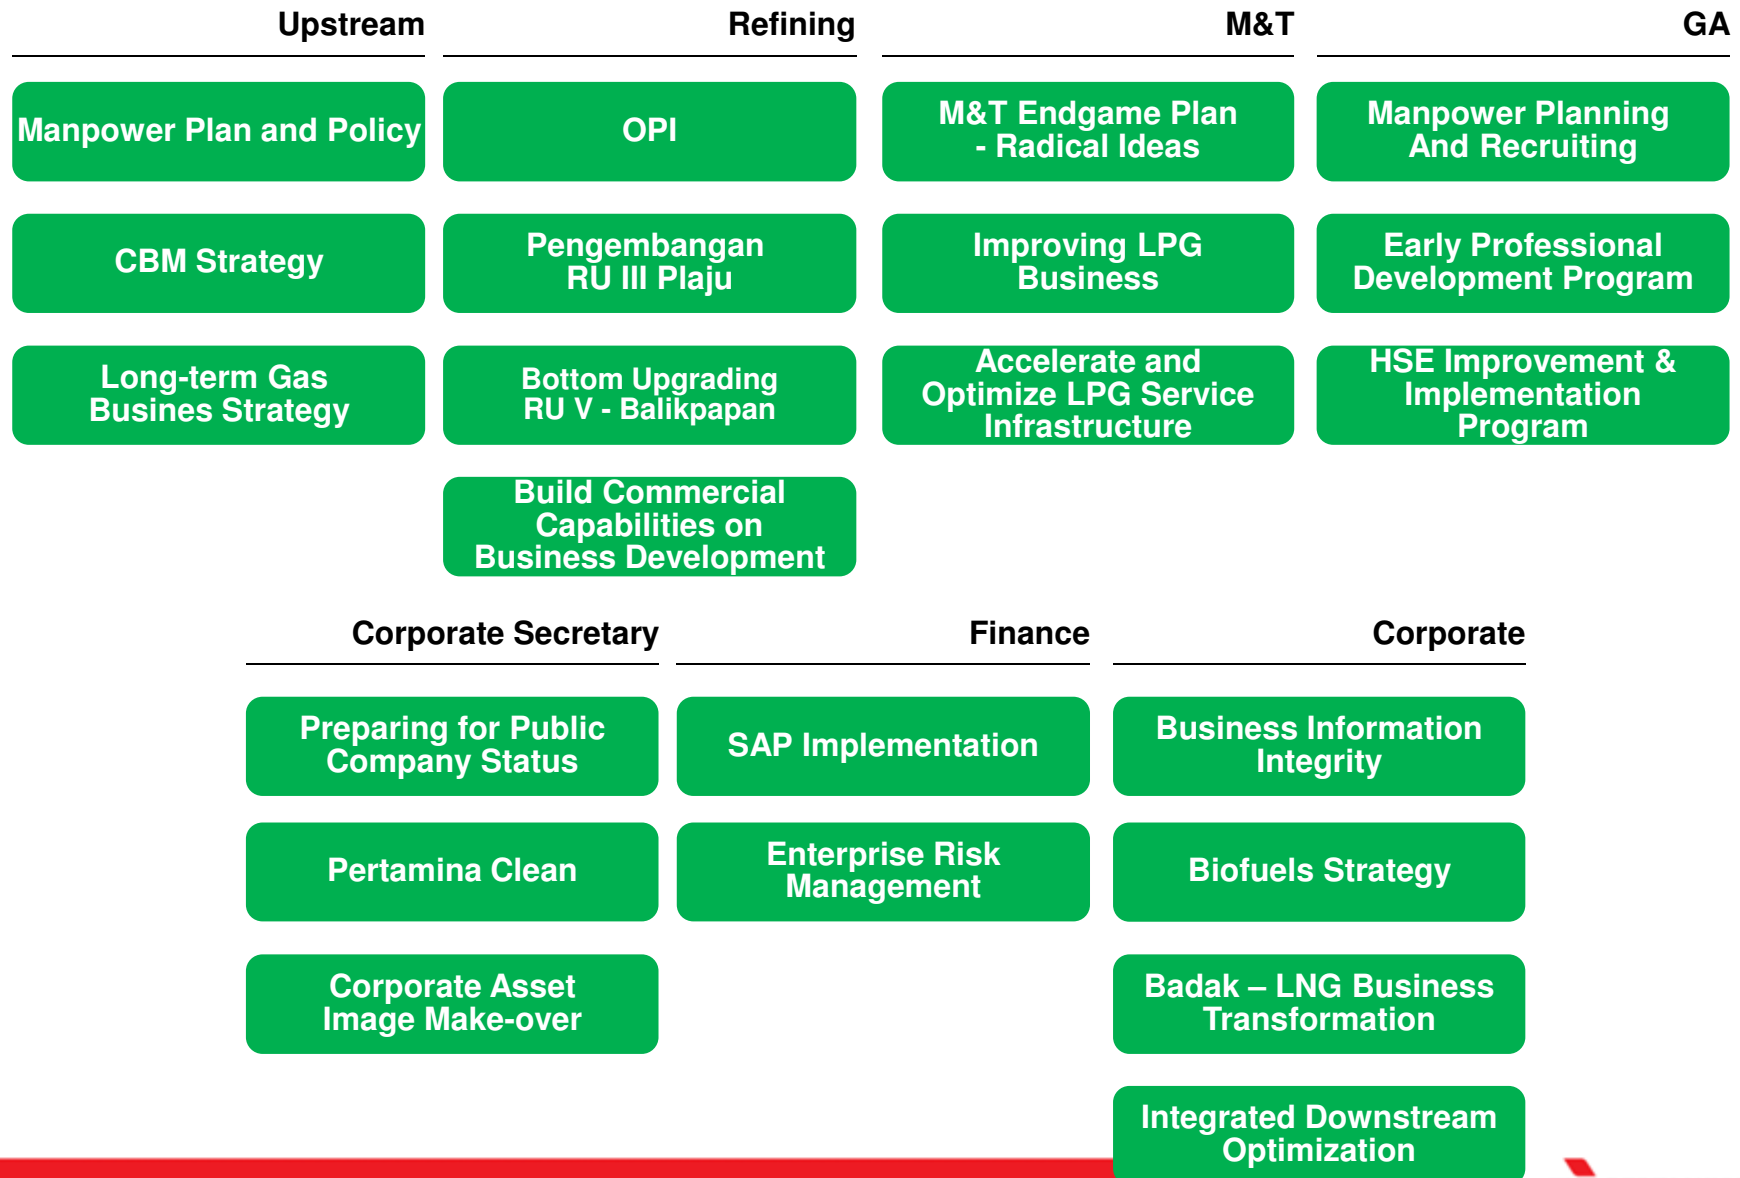 Upstream
Manpower Plan and Policy
CBM Strategy
Long-term Gas
Busines Strategy
Refining
OPI
Pengembangan
RU III Plaju
Bottom Upgrading
RU V - Balikpapan
Build Commercial
Capabilities on
Business Development
M&T
M&T Endgame Plan
- Radical Ideas
Improving LPG
Business
Accelerate and
Optimize LPG Service
Infrastructure
GA
Manpower Planning
And Recruiting
Early Professional
Development Program
HSE Improvement &
Implementation
Program
Corporate Secretary
Preparing for Public
Company Status
Pertamina Clean
Corporate Asset
Image Make-over
Finance
SAP Implementation
Enterprise Risk
Management
Corporate
Business Information
Integrity
Biofuels Strategy
Badak – LNG Business
Transformation
Integrated Downstream
Optimization